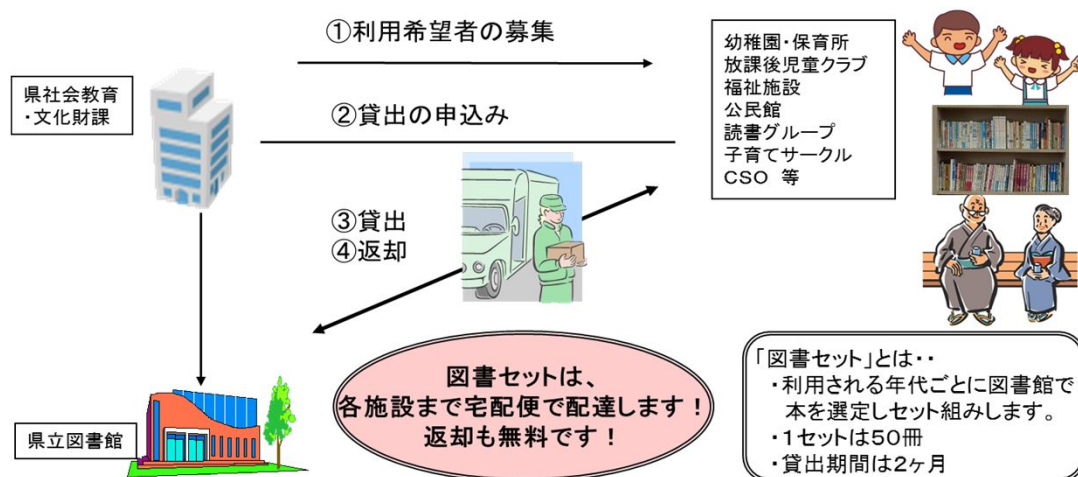 ①利用希望者の募集
県社会教育
・文化財課
②貸出の申込み
幼稚園・保育所
放課後児童クラブ
福祉施設
公民館
読書グループ
子育てサークル
CSO 等
③貸出
④返却
県立図書館
図書セットは、
各施設まで宅配便で配達します！
返却も無料です！
「図書セット」とは・・
・利用される年代ごとに図書館で
本を選定しセット組みします。
・1セットは50冊
・貸出期間は2ヶ月